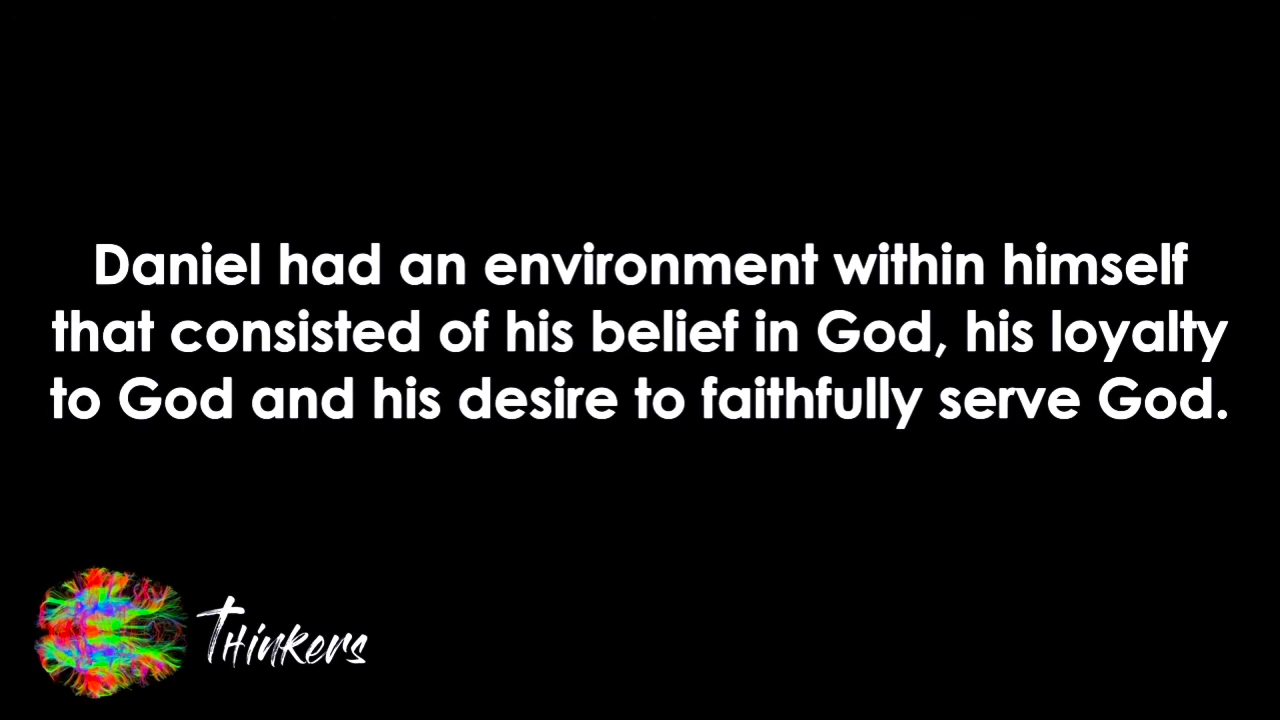 Daniel had an environment within himself
that consisted of his belief in God, his loyalty
to God and his desire to faithfully serve God.
THinKers